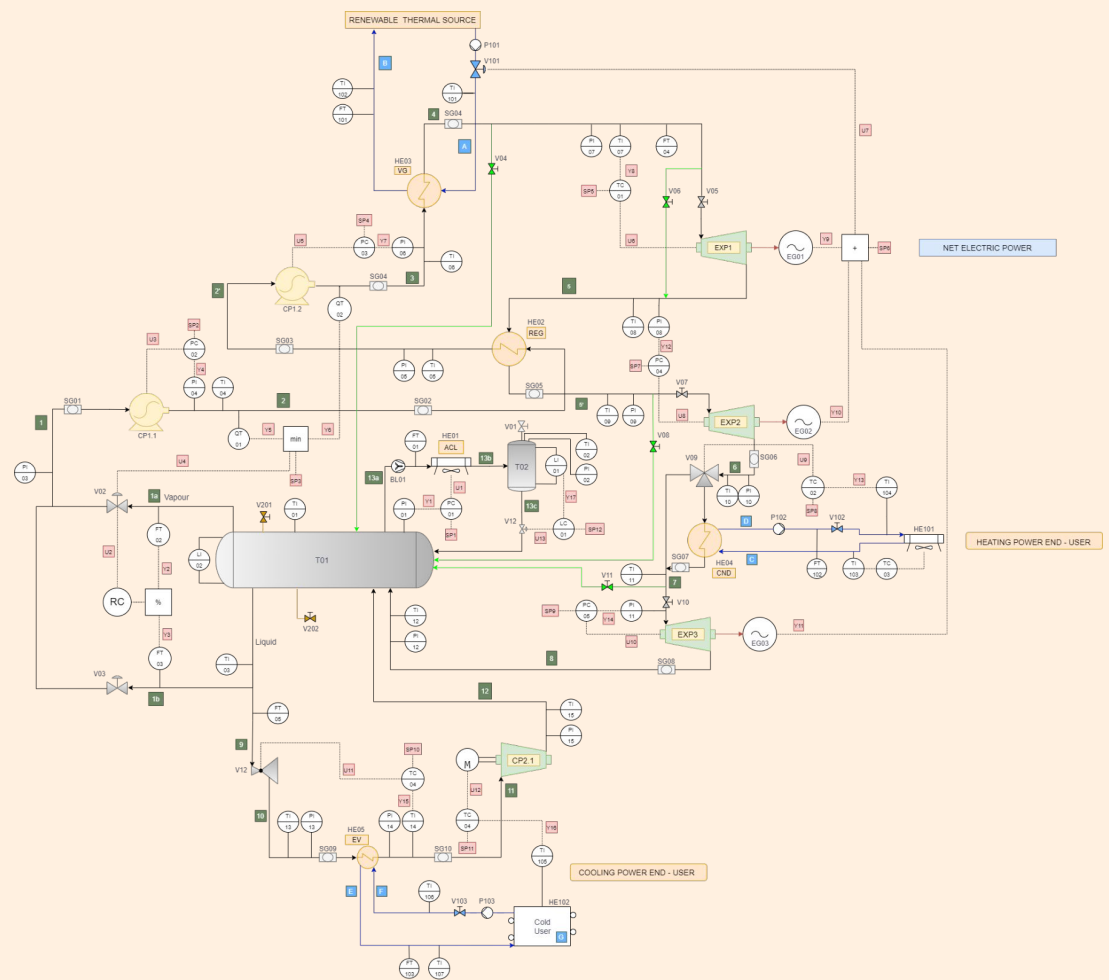 RENEWABLE THERMAL SOURCE
P101
B
V101
TI
102
TI
101
FT
101
SG04
4
U7
A
PI
07
TI
07
FT
04
HE03
VG
V04
Y8
SP5
TC
01
V06
V05
SP4
U5
PC
03
Y7
PI
06
U6
EXP1
EG01
Y9
+
SP6
NET ELECTRIC POWER
TI
06
2'
CP1.2
SG04
3
5
QT
02
TI
08
PI
08
SP2
HE02
REG
U3
PC
02
SG03
Y12
Y4
PI
05
TI
05
SP7
PC
04
PI
04
TI
04
SG05
V07
1
SG01
2
SG02
TI
09
PI
09
U8
EXP2
EG02
Y10
CP1.1
QT
01
Y5
min
Y6
FT
01
HE01
ACL
V01
TI
02
V08
SG06
U4
SP3
BL01
13b
T02
LI
01
PI
02
V09
6
U9
PI
03
13a
TI
10
PI
10
TC
02
Y13
TI
104
V02
1a
Vapour
V201
TI
01
PI
01
Y1
U1
PC
01
13c
Y17
SP8
D
P102
V102
HE101
FT
02
SP1
V12
U13
LC
01
SP12
HEATING POWER END - USER
U2
Y2
LI
02
T01
SG07
HE04
CND
C
FT
102
TI
103
TC
03
V11
TI
11
7
RC
%
V202
SP9
PC
05
Y14
PI
11
V10
Y3
TI
12
U10
EXP3
EG03
Y11
Liquid
PI
12
FT
03
TI
03
8
SG08
V03
1b
12
FT
05
TI
15
9
SP10
PI
15
V12
U11
TC
04
M
CP2.1
Y15
U12
11
10
TI
13
PI
13
PI
14
TI
14
TC
04
Y16
HE05
EV
SG09
SG10
SP11
TI
105
COOLING POWER END - USER
E
F
TI
106
V103
P103
HE102
Cold
User
G
FT
103
TI
107